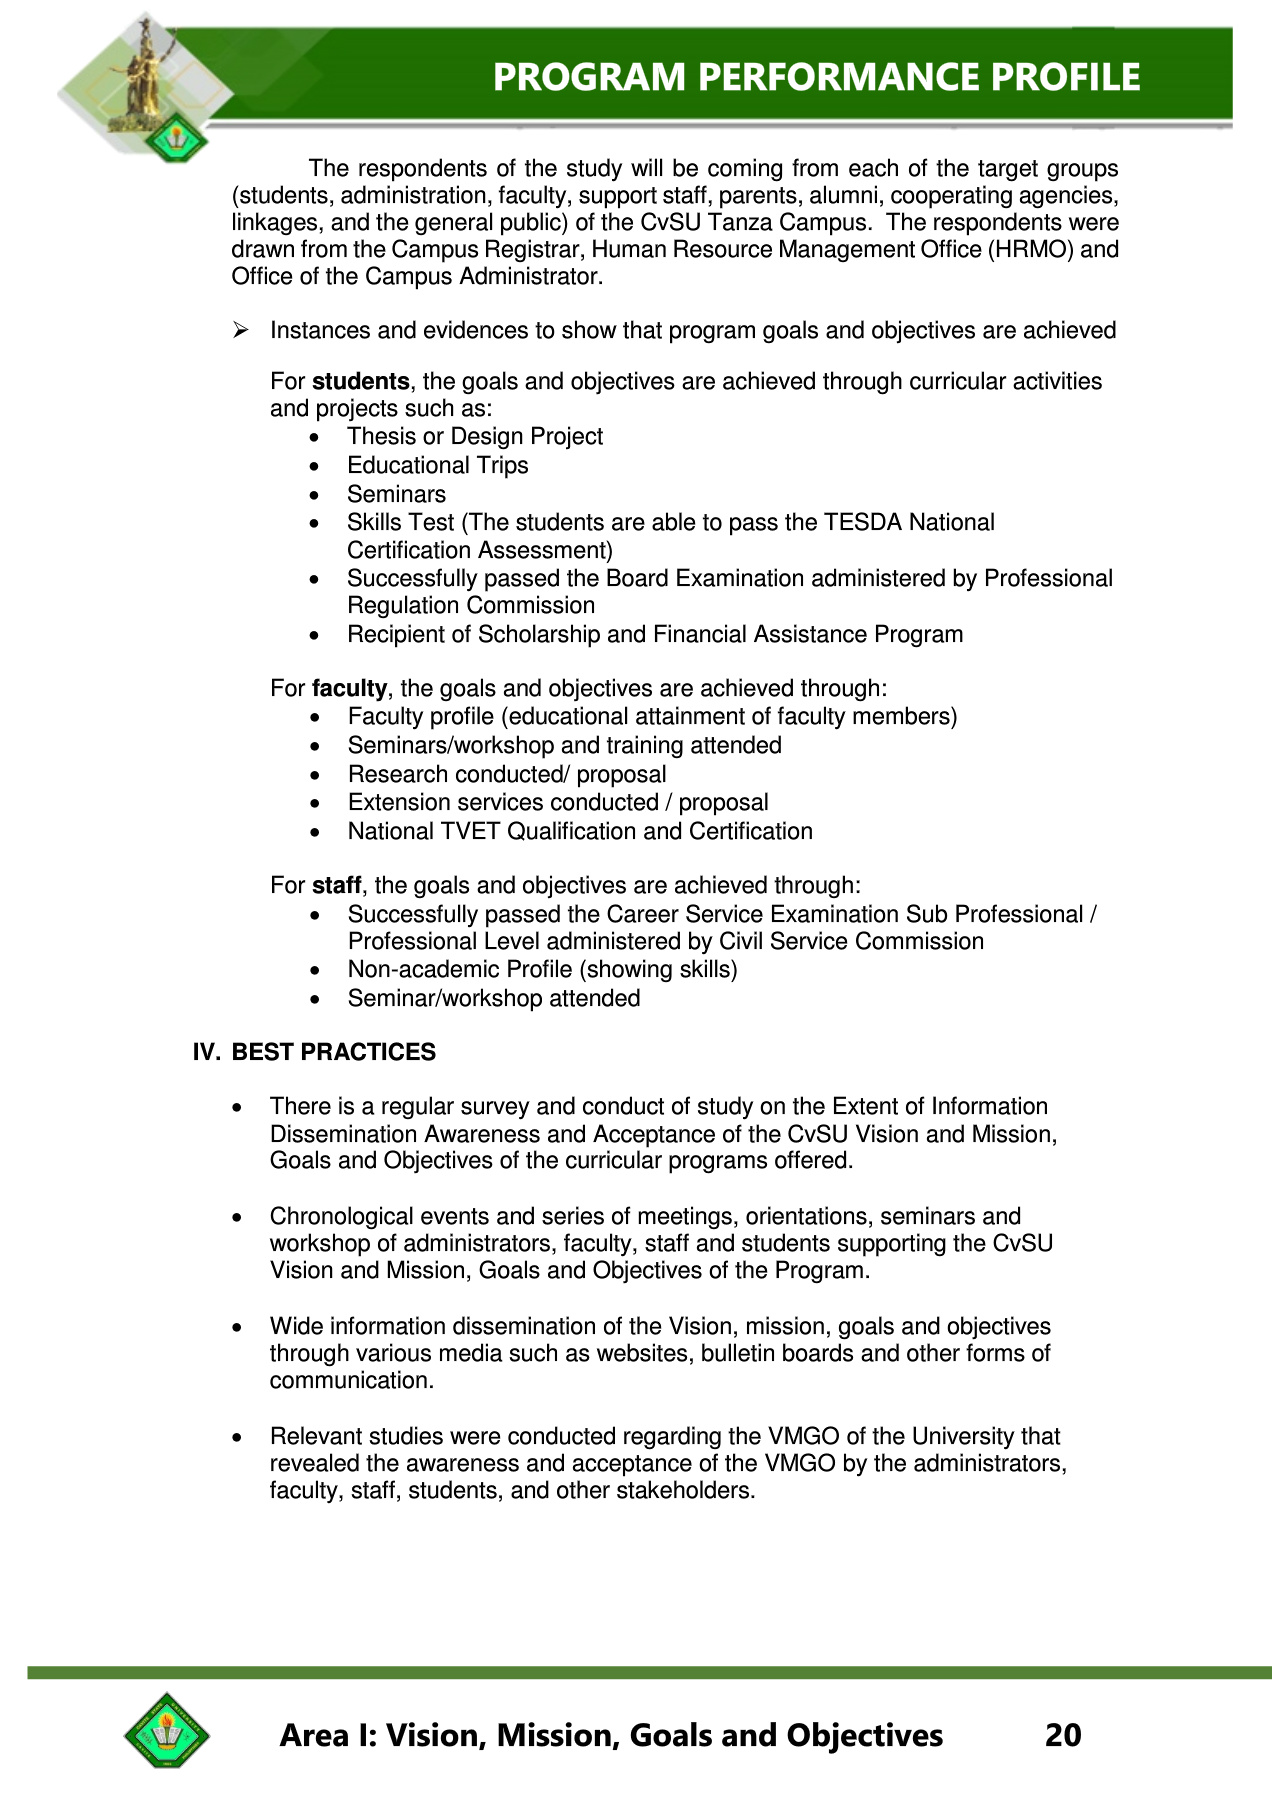 PROGRAM PERFORMANCE PROFILE
The respondents of the study will be coming from each of the target groups
(students, administration, faculty, support staff, parents, alumni, cooperating agencies,
linkages, and the general public) of the CvSU Tanza Campus. The respondents were
drawn from the Campus Registrar, Human Resource Management Office (HRMO) and
Office of the Campus Administrator.
➢ Instances and evidences to show that program goals and objectives are achieved
For students, the goals and objectives are achieved through curricular activities
and projects such as:
• Thesis or Design Project
• Educational Trips
• Seminars
• Skills Test (The students are able to pass the TESDA National
Certification Assessment)
• Successfully passed the Board Examination administered by Professional
Regulation Commission
• Recipient of Scholarship and Financial Assistance Program
For faculty, the goals and objectives are achieved through:
• Faculty profile (educational attainment of faculty members)
• Seminars/workshop and training attended
• Research conducted/ proposal
• Extension services conducted / proposal
• National TVET Qualification and Certification
For staff, the goals and objectives are achieved through:
• Successfully passed the Career Service Examination Sub Professional /
Professional Level administered by Civil Service Commission
• Non-academic Profile (showing skills)
• Seminar/workshop attended
IV. BEST PRACTICES
• There is a regular survey and conduct of study on the Extent of Information
Dissemination Awareness and Acceptance of the CvSU Vision and Mission,
Goals and Objectives of the curricular programs offered.
• Chronological events and series of meetings, orientations, seminars and
workshop of administrators, faculty, staff and students supporting the CvSU
Vision and Mission, Goals and Objectives of the Program.
• Wide information dissemination of the Vision, mission, goals and objectives
through various media such as websites, bulletin boards and other forms of
communication.
• Relevant studies were conducted regarding the VMGO of the University that
revealed the awareness and acceptance of the VMGO by the administrators,
faculty, staff, students, and other stakeholders.
Area I: Vision, Mission, Goals and Objectives 20